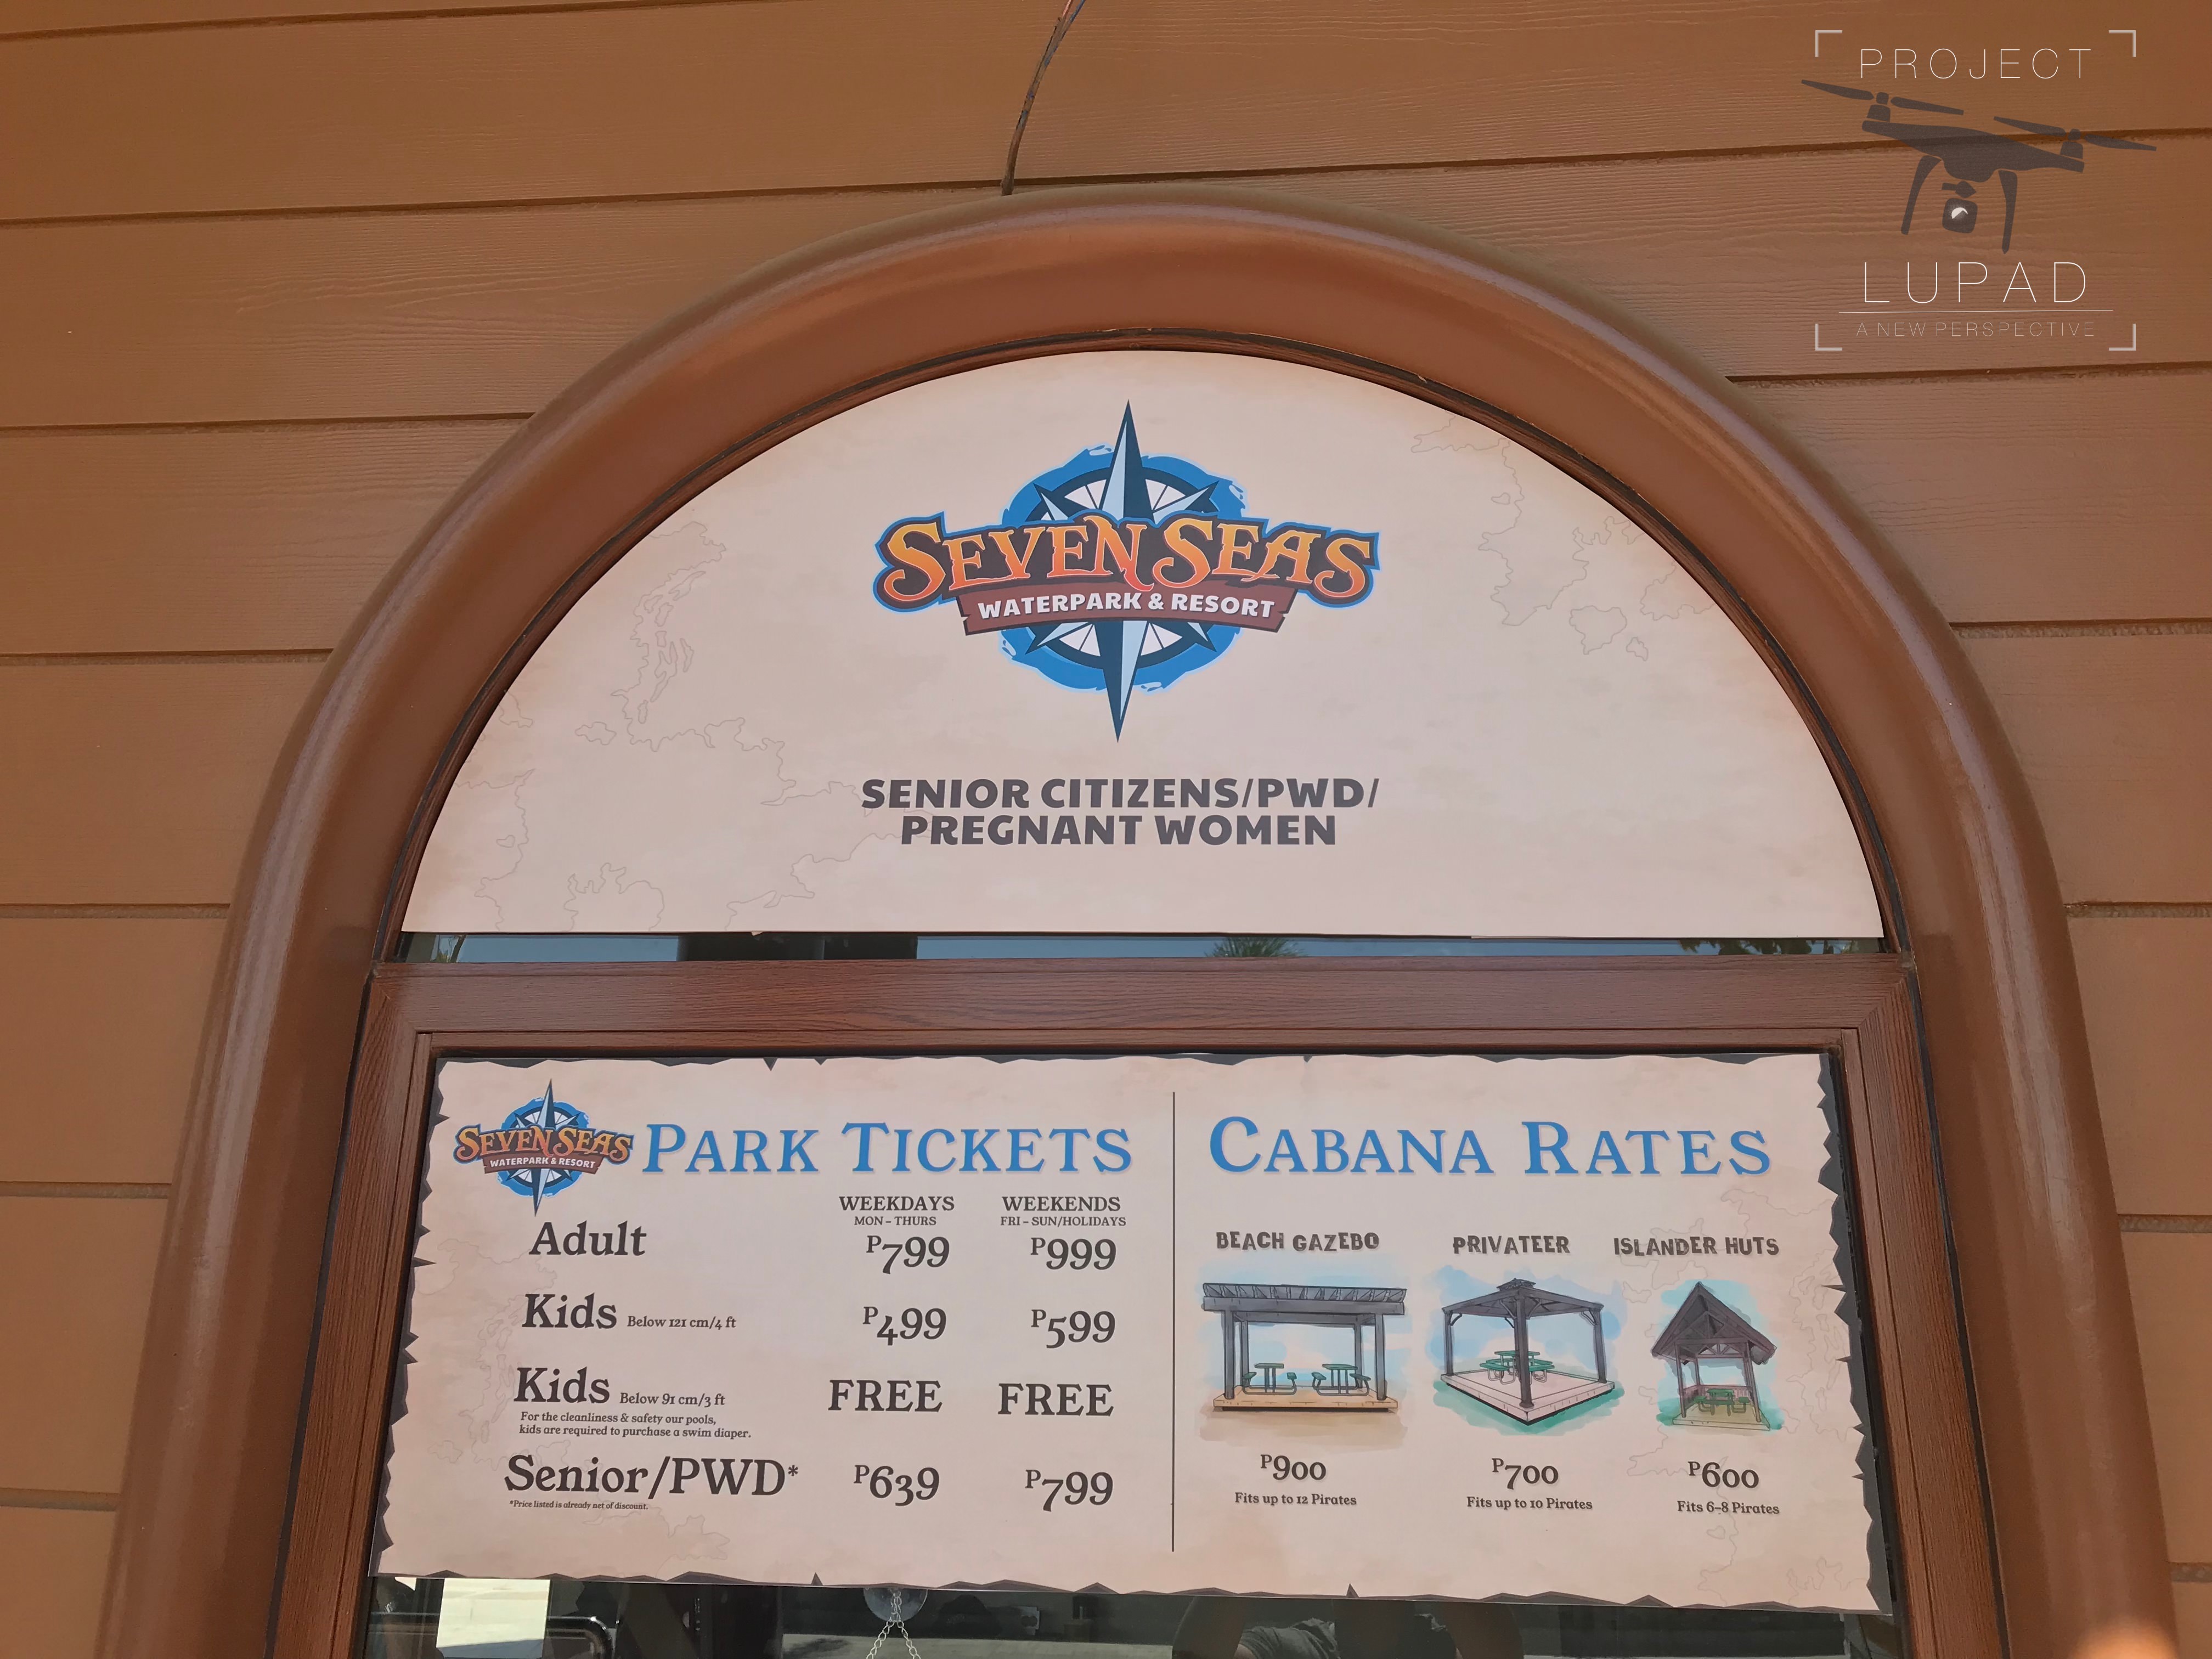 PROJECT
LUPAD
A NEW PERSPECTIVE
SEVEN SEAS
WATERPARK & RESORT
SENIOR CITIZENS/PWD/
PREGNANT WOMEN
SEVEN SEAS
WATERPARK & RESORT
PARK TICKETS
WEEKDAYS WEEKENDS
MON – THURS FRI – SUN/HOLIDAYS
Adult P799 P999
Kids Below 121 cm/4 ft P499 P599
Kids Below 91 cm/3 ft FREE FREE
For the cleanliness & safety our pools,
kids are required to purchase a swim diaper.
Senior/PWD* P639 P799
*Price listed is already net of discount.
CABANA RATES
BEACH GAZEBO PRIVATEER ISLANDER HUTS
P900 P700 P600
Fits up to 12 Pirates Fits up to 10 Pirates Fits 6–8 Pirates